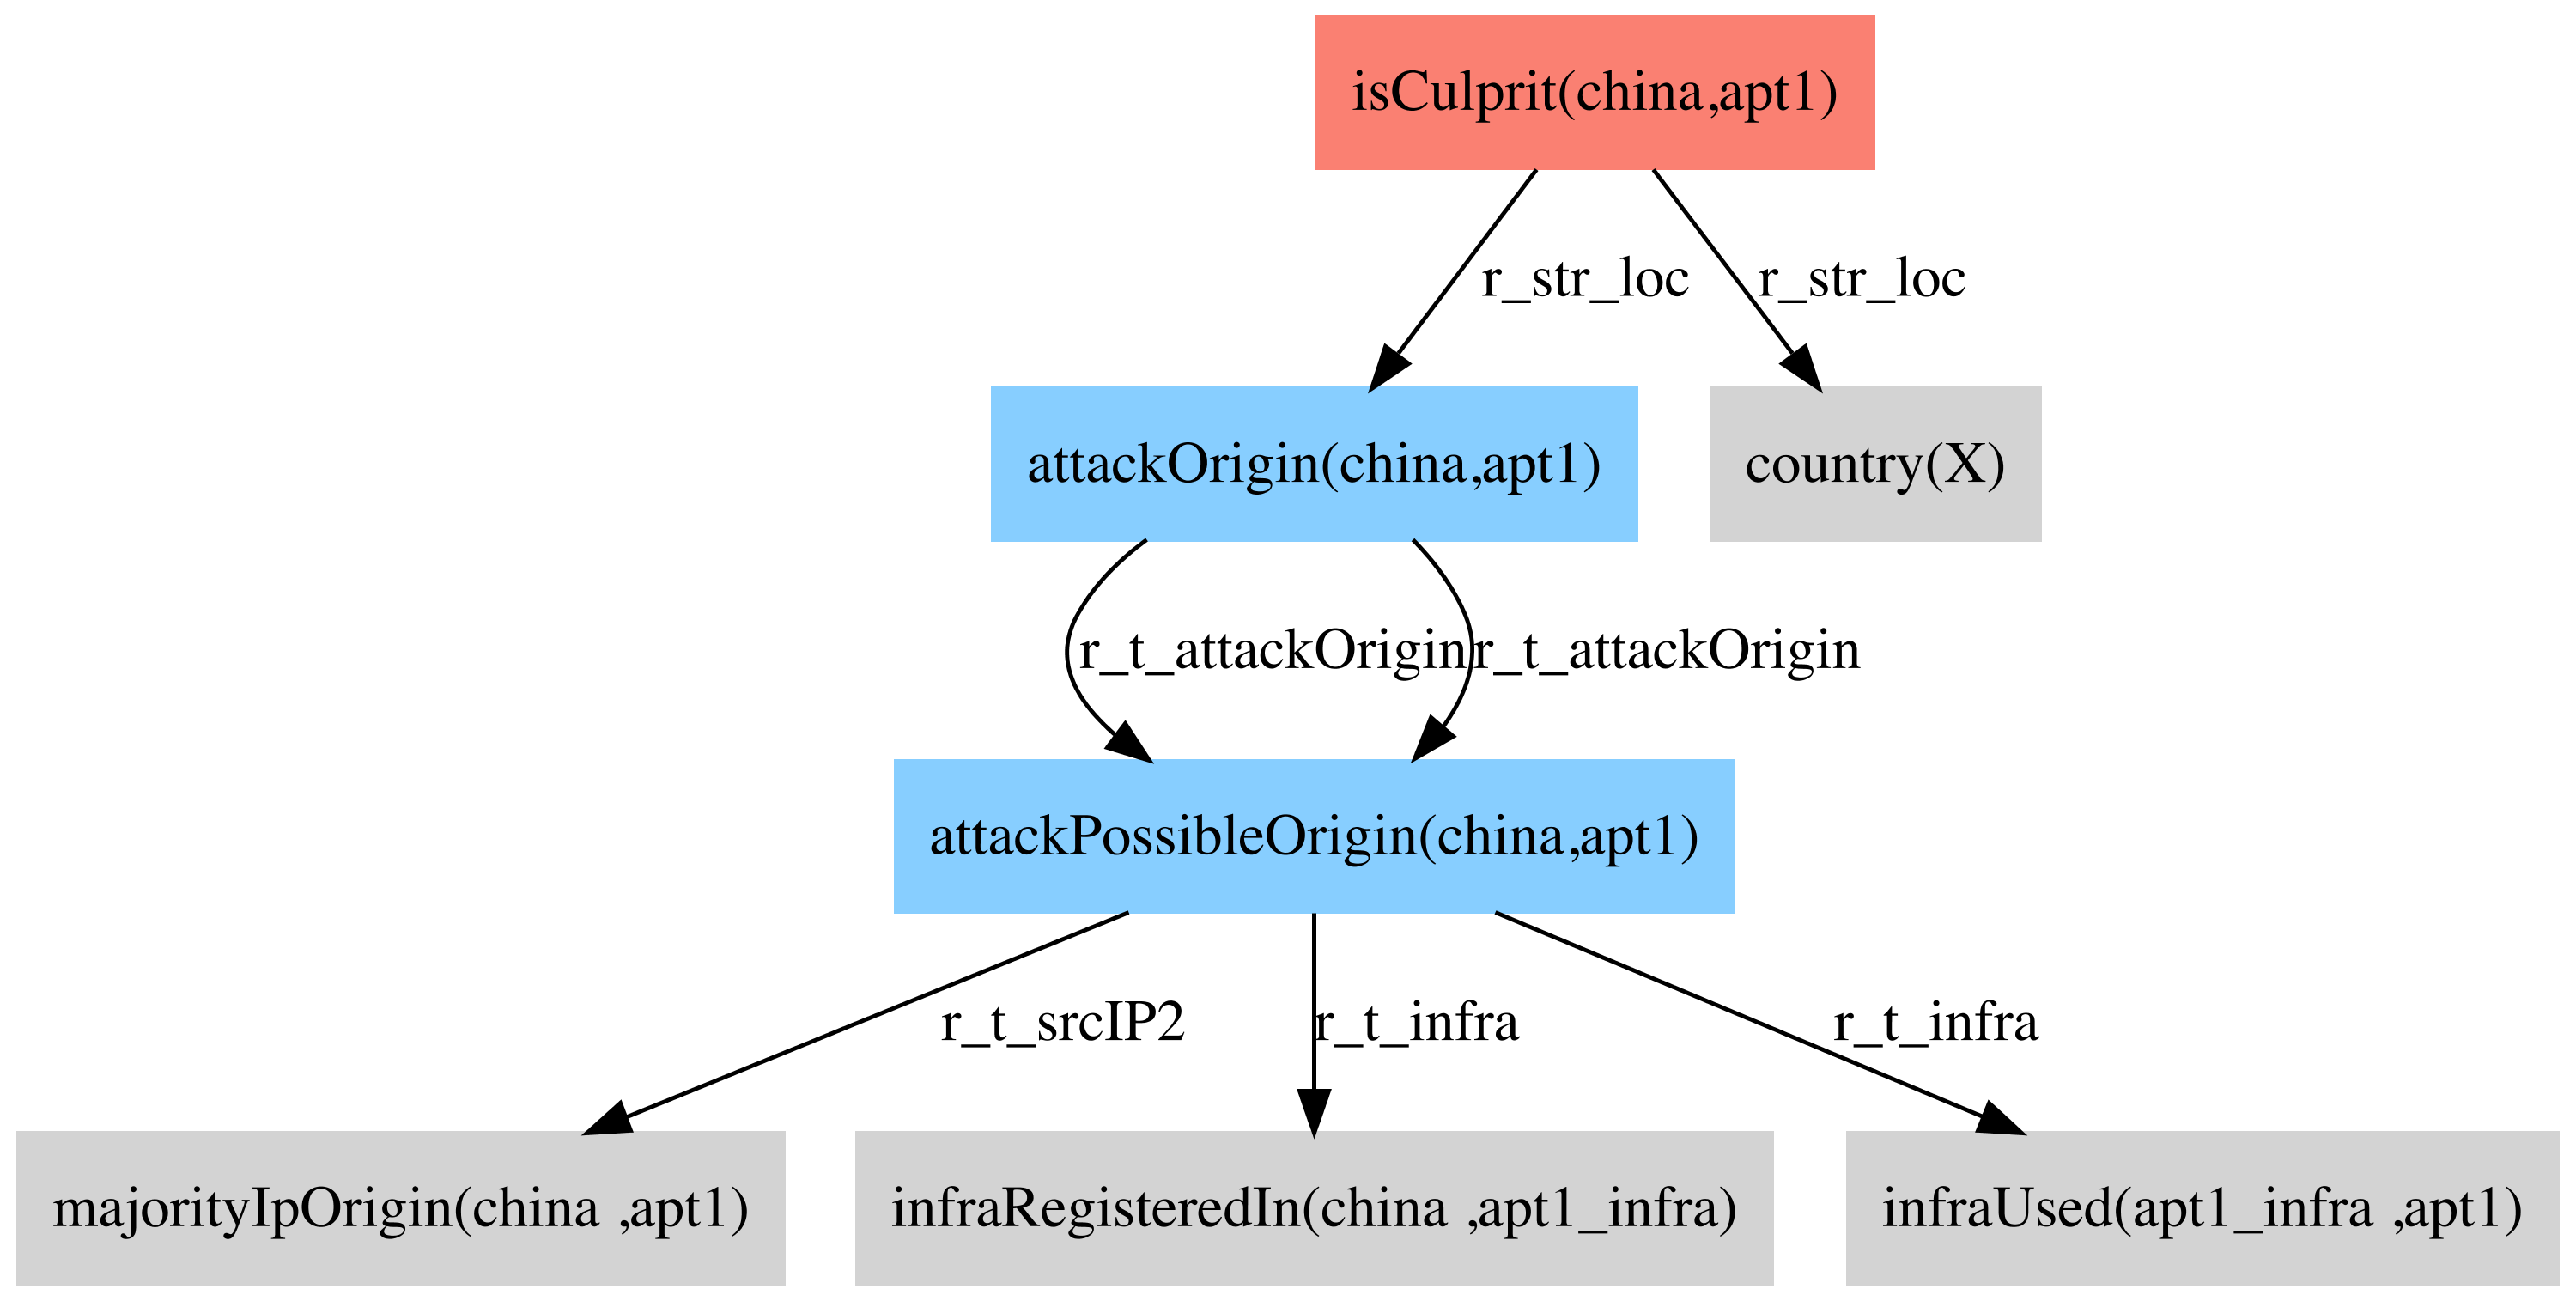 isCulprit(china,apt1)
r_str_loc
r_str_loc
attackOrigin(china,apt1)
country(X)
r_t_attackOrigin
r_t_attackOrigin
attackPossibleOrigin(china,apt1)
r_t_srcIP2
r_t_infra
r_t_infra
majorityIpOrigin(china ,apt1)
infraRegisteredIn(china ,apt1_infra)
infraUsed(apt1_infra ,apt1)